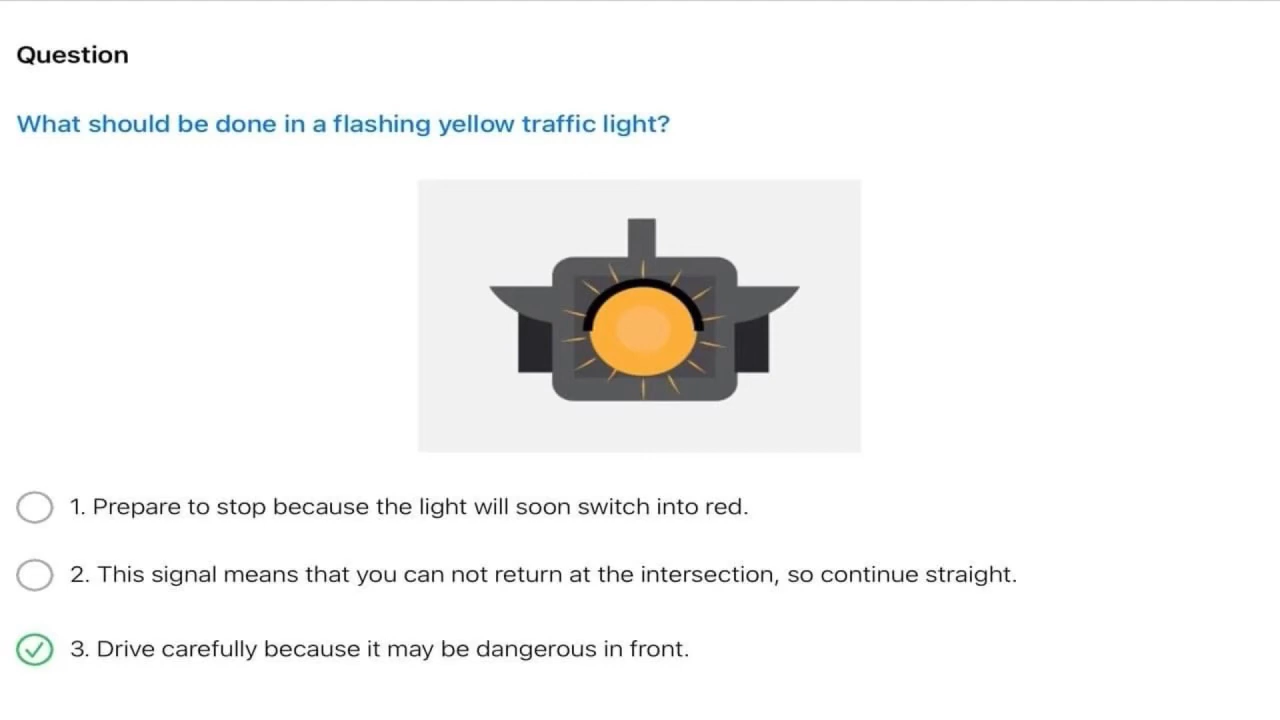 Question
What should be done in a flashing yellow traffic light?
1. Prepare to stop because the light will soon switch into red.
2. This signal means that you can not return at the intersection, so continue straight.
3. Drive carefully because it may be dangerous in front.